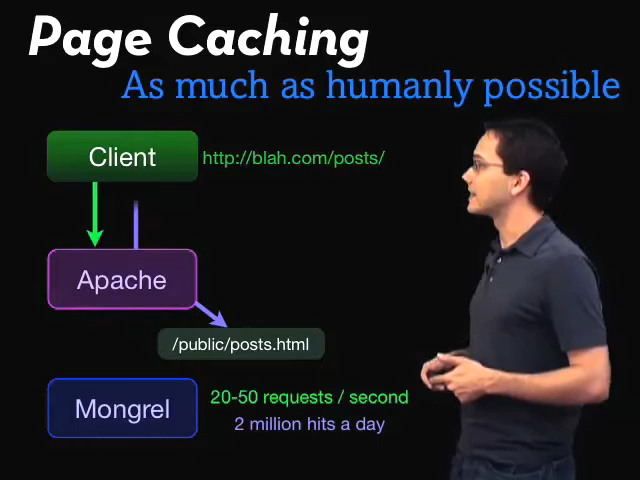 Page Caching
As much as humanly possible
Client
http://blah.com/posts/
Apache
/public/posts.html
Mongrel
20-50 requests / second
2 million hits a day